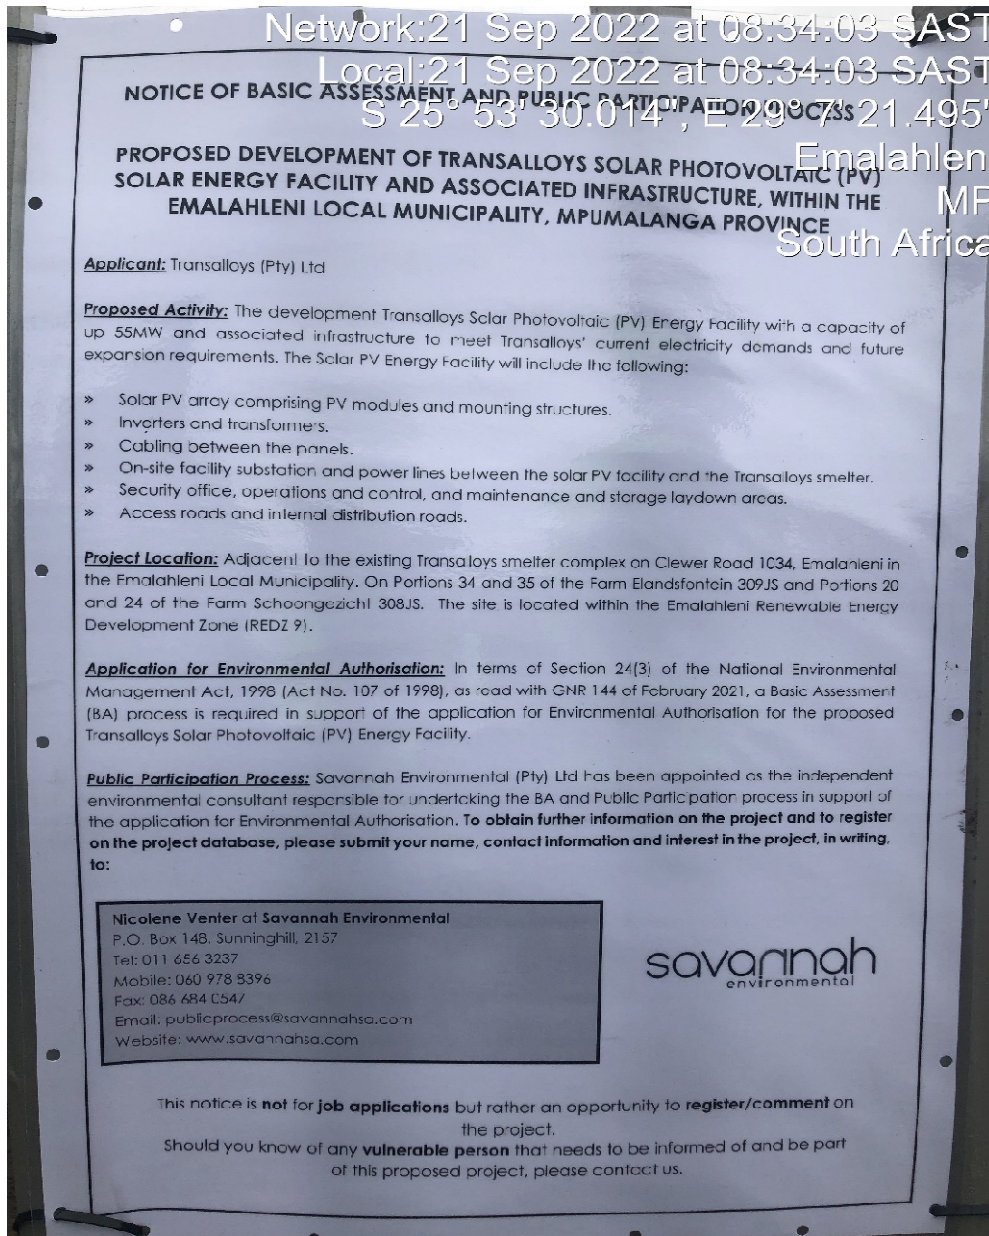 Network:21 Sep 2022 at 08:34:03 SAST
Local:21 Sep 2022 at 08:34:03 SAST
S 25° 53' 30.014", E 29° 7' 21.495"
Emalahleni
MP
South Africa
NOTICE OF BASIC ASSESSMENT AND PUBLIC PARTICIPATION PROCESS
PROPOSED DEVELOPMENT OF TRANSALLOYS SOLAR PHOTOVOLTAIC (PV)
SOLAR ENERGY FACILITY AND ASSOCIATED INFRASTRUCTURE, WITHIN THE
EMALAHLENI LOCAL MUNICIPALITY, MPUMALANGA PROVINCE
Applicant: Transalloys (Pty) Ltd
Proposed Activity: The development Transalloys Solar Photovoltaic (PV) Energy Facility with a capacity of
up 55MW and associated infrastructure to meet Transalloys' current electricity demands and future
expansion requirements. The Solar PV Energy Facility will include the following:
» Solar PV array comprising PV modules and mounting structures.
» Inverters and transformers.
» Cabling between the panels.
» On-site facility substation and power lines between the solar PV facility and the Transalloys smelter.
» Security office, operations and control, and maintenance and storage laydown areas.
» Access roads and internal distribution roads.
Project Location: Adjacent to the existing Transalloys smelter complex on Clewer Road 1034, Emalahleni in
the Emalahleni Local Municipality. On Portions 34 and 35 of the Farm Elandsfontein 309JS and Portions 20
and 24 of the Farm Schoongezicht 308JS. The site is located within the Emalahleni Renewable Energy
Development Zone (REDZ 9).
Application for Environmental Authorisation: In terms of Section 24(3) of the National Environmental
Management Act, 1998 (Act No. 107 of 1998), as read with GNR 144 of February 2021, a Basic Assessment
(BA) process is required in support of the application for Environmental Authorisation for the proposed
Transalloys Solar Photovoltaic (PV) Energy Facility.
Public Participation Process: Savannah Environmental (Pty) Ltd has been appointed as the independent
environmental consultant responsible for undertaking the BA and Public Participation process in support of
the application for Environmental Authorisation. To obtain further information on the project and to register
on the project database, please submit your name, contact information and interest in the project, in writing,
to:
Nicolene Venter at Savannah Environmental
P.O. Box 148, Sunninghill, 2157
Tel: 011 656 3237
Mobile: 060 978 8396
Fax: 086 684 0547
Email: publicprocess@savannahsa.com
Website: www.savannahsa.com
savannah
environmental
This notice is not for job applications but rather an opportunity to register/comment on
the project.
Should you know of any vulnerable person that needs to be informed of and be part
of this proposed project, please contact us.